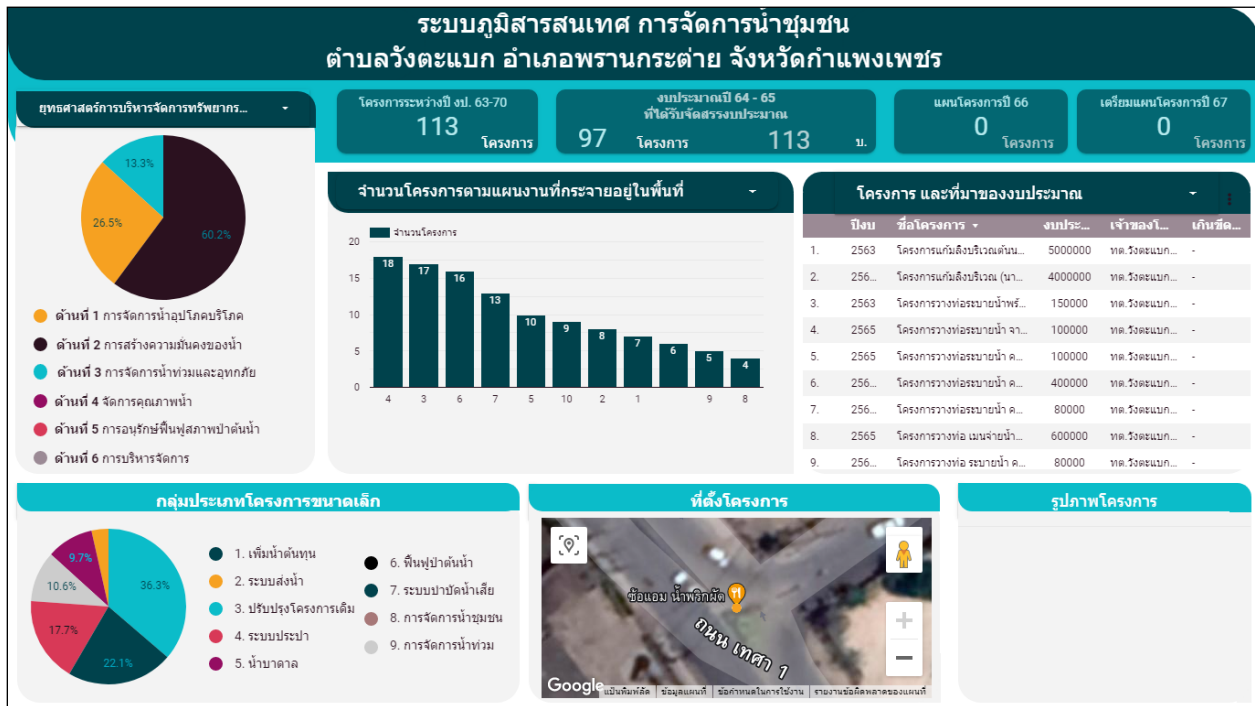 ระบบภูมิสารสนเทศ การจัดการน้ำชุมชน
ตำบลวังตะแบก อำเภอพรานกระต่าย จังหวัดกำแพงเพชร
ยุทธศาสตร์การบริหารจัดการทรัพยากร...
โครงการระหว่างปี งป. 63-70
113
โครงการ
งบประมาณปี 64 - 65
ที่ได้รับจัดสรรงบประมาณ
97 โครงการ 113 บ.
แผนโครงการปี 66
0
โครงการ
เตรียมแผนโครงการปี 67
0
โครงการ
13.3%
26.5%
60.2%
ด้านที่ 1 การจัดการน้ำอุปโภคบริโภค
ด้านที่ 2 การสร้างความมั่นคงของน้ำ
ด้านที่ 3 การจัดการน้ำท่วมและอุทกภัย
ด้านที่ 4 จัดการคุณภาพน้ำ
ด้านที่ 5 การอนุรักษ์ฟื้นฟูสภาพป่าต้นน้ำ
ด้านที่ 6 การบริหารจัดการ
จำนวนโครงการตามแผนงานที่กระจายอยู่ในพื้นที่
จำนวนโครงการ
20
15
10
5
0
18 17 16 13 10 9 8 7 6 5 4
4 3 6 7 5 10 2 1 9 8
โครงการ และที่มาของงบประมาณ
ปีงบ ชื่อโครงการ งบประ... เจ้าของโ... เกินขีด...
1. 2563 โครงการแก้มลิงบริเวณต้นน... 5000000 ทต.วังตะแบก... -
2. 256... โครงการแก้มลิงบริเวณ (นา... 4000000 ทต.วังตะแบก... -
3. 2563 โครงการวางท่อระบายน้ำพร้... 150000 ทต.วังตะแบก... -
4. 2565 โครงการวางท่อระบายน้ำ จา... 100000 ทต.วังตะแบก... -
5. 2565 โครงการวางท่อระบายน้ำ ค... 100000 ทต.วังตะแบก... -
6. 256... โครงการวางท่อระบายน้ำ ค... 400000 ทต.วังตะแบก... -
7. 256... โครงการวางท่อระบายน้ำ ค... 80000 ทต.วังตะแบก... -
8. 2565 โครงการวางท่อ เมนจ่ายน้ำ... 600000 ทต.วังตะแบก... -
9. 256... โครงการวางท่อ ระบายน้ำ ค... 80000 ทต.วังตะแบก... -
กลุ่มประเภทโครงการขนาดเล็ก
9.7%
10.6%
36.3%
17.7%
22.1%
1. เพิ่มน้ำต้นทุน
2. ระบบส่งน้ำ
3. ปรับปรุงโครงการเดิม
4. ระบบประปา
5. น้ำบาดาล
6. ฟื้นฟูป่าต้นน้ำ
7. ระบบบำบัดน้ำเสีย
8. การจัดการน้ำชุมชน
9. การจัดการน้ำท่วม
ที่ตั้งโครงการ
ช้อแอม น้ำพริกผัด
ถนน เทศา 1
Google
แป้นพิมพ์ลัด ข้อมูลแผนที่ ข้อกำหนดในการใช้งาน รายงานข้อผิดพลาดของแผนที่
รูปภาพโครงการ